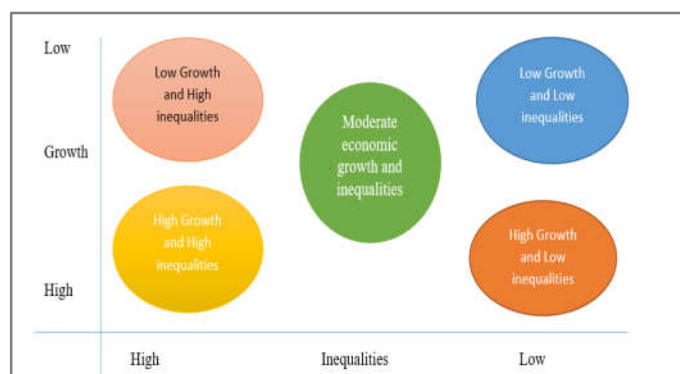 Low
Low Growth
and High
inequalities
Low Growth
and Low
inequalities
Moderate
economic
growth and
inequalities
Growth
High Growth
and High
inequalities
High Growth
and Low
inequalities
High
High Inequalities Low